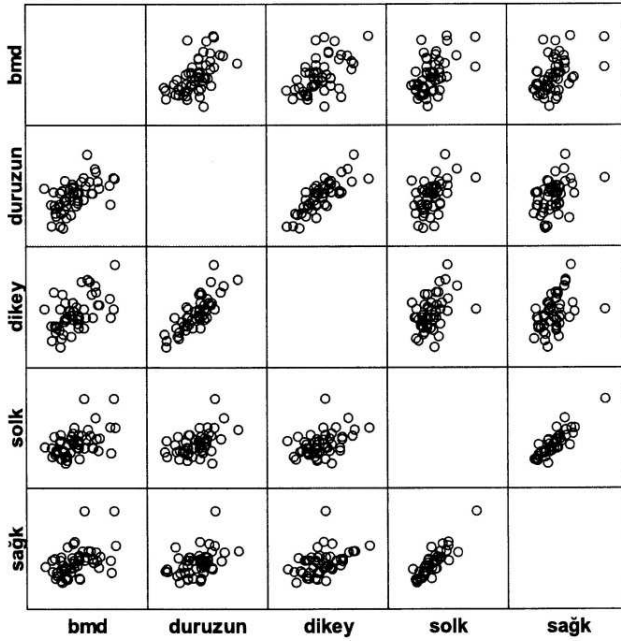 bmd
duruzun
dikey
solk
sağk
bmd duruzun dikey solk sağk